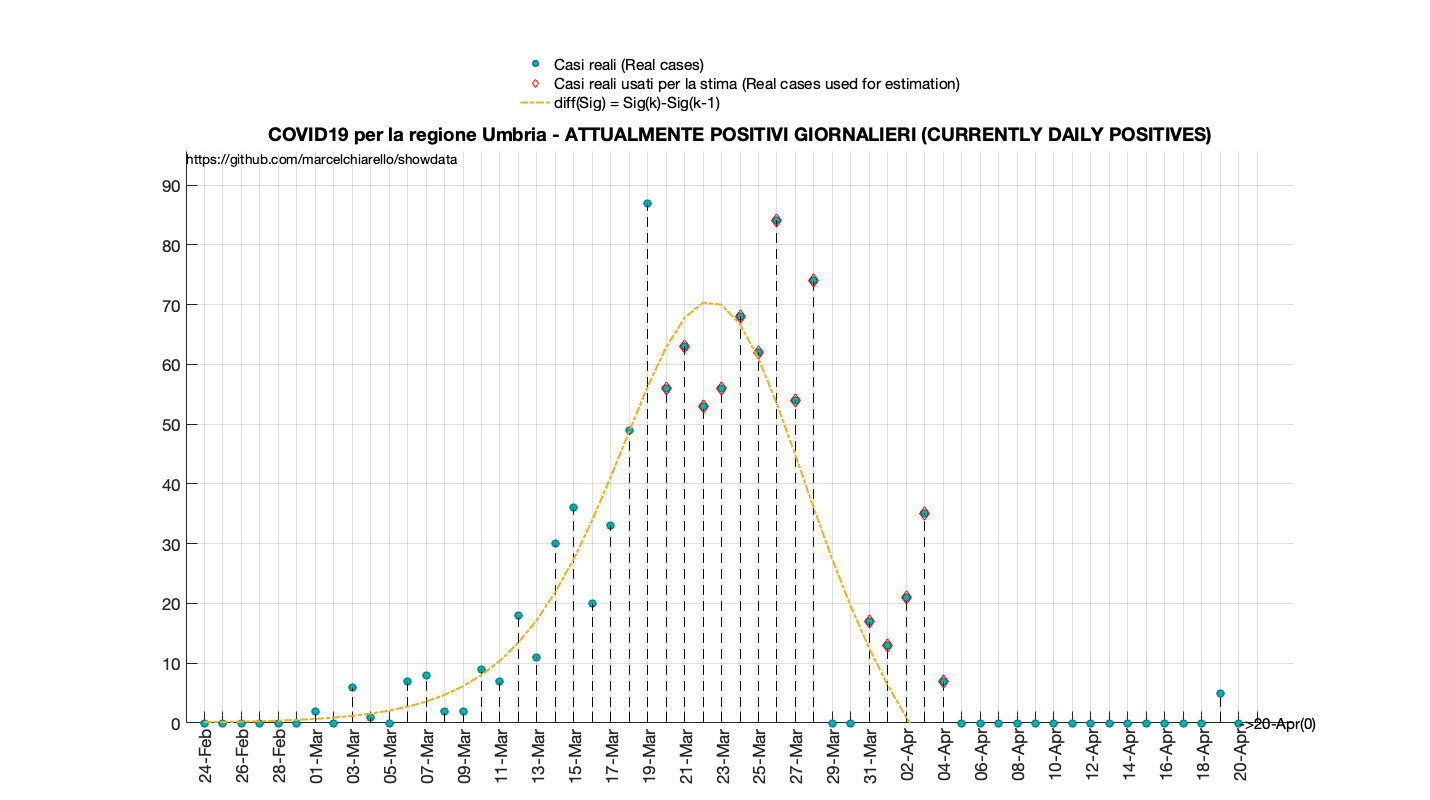 Casi reali (Real cases)
Casi reali usati per la stima (Real cases used for estimation)
diff(Sig) = Sig(k)-Sig(k-1)
COVID19 per la regione Umbria - ATTUALMENTE POSITIVI GIORNALIERI (CURRENTLY DAILY POSITIVES)
https://github.com/marcelchiarello/showdata
90
80
70
60
50
40
30
20
10
0
->20-Apr(0)
24-Feb
26-Feb
28-Feb
01-Mar
03-Mar
05-Mar
07-Mar
09-Mar
11-Mar
13-Mar
15-Mar
17-Mar
19-Mar
21-Mar
23-Mar
25-Mar
27-Mar
29-Mar
31-Mar
02-Apr
04-Apr
06-Apr
08-Apr
10-Apr
12-Apr
14-Apr
16-Apr
18-Apr
20-Apr